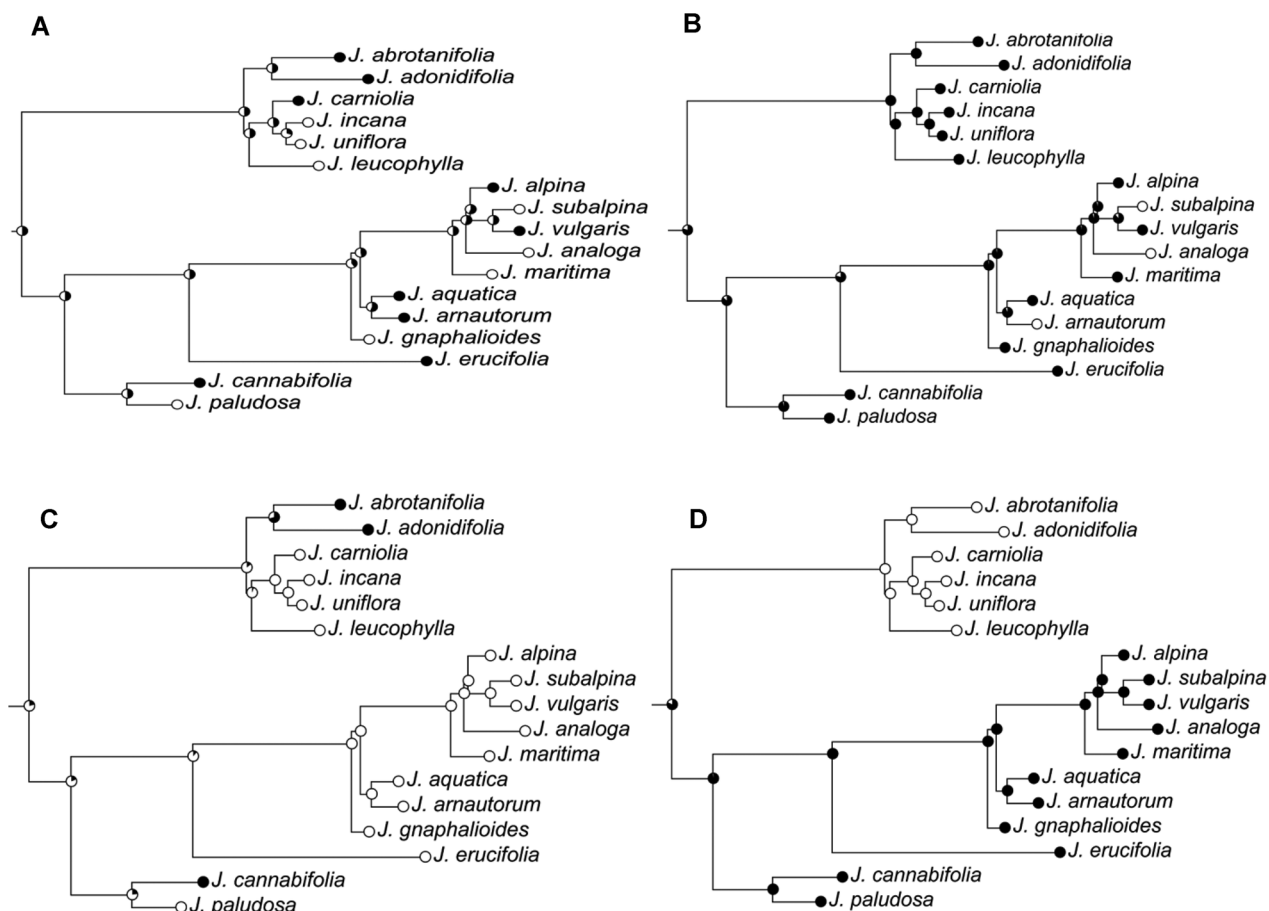 A
J. abrotanifolia
J. adonidifolia
J. carniolia
J. incana
J. uniflora
J. leucophylla
J. alpina
J. subalpina
J. vulgaris
J. analoga
J. maritima
J. aquatica
J. arnautorum
J. gnaphalioides
J. erucifolia
J. cannabifolia
J. paludosa
B
J. abrotanifolia
J. adonidifolia
J. carniolia
J. incana
J. uniflora
J. leucophylla
J. alpina
J. subalpina
J. vulgaris
J. analoga
J. maritima
J. aquatica
J. arnautorum
J. gnaphalioides
J. erucifolia
J. cannabifolia
J. paludosa
C
J. abrotanifolia
J. adonidifolia
J. carniolia
J. incana
J. uniflora
J. leucophylla
J. alpina
J. subalpina
J. vulgaris
J. analoga
J. maritima
J. aquatica
J. arnautorum
J. gnaphalioides
J. erucifolia
J. cannabifolia
J. paludosa
D
J. abrotanifolia
J. adonidifolia
J. carniolia
J. incana
J. uniflora
J. leucophylla
J. alpina
J. subalpina
J. vulgaris
J. analoga
J. maritima
J. aquatica
J. arnautorum
J. gnaphalioides
J. erucifolia
J. cannabifolia
J. paludosa